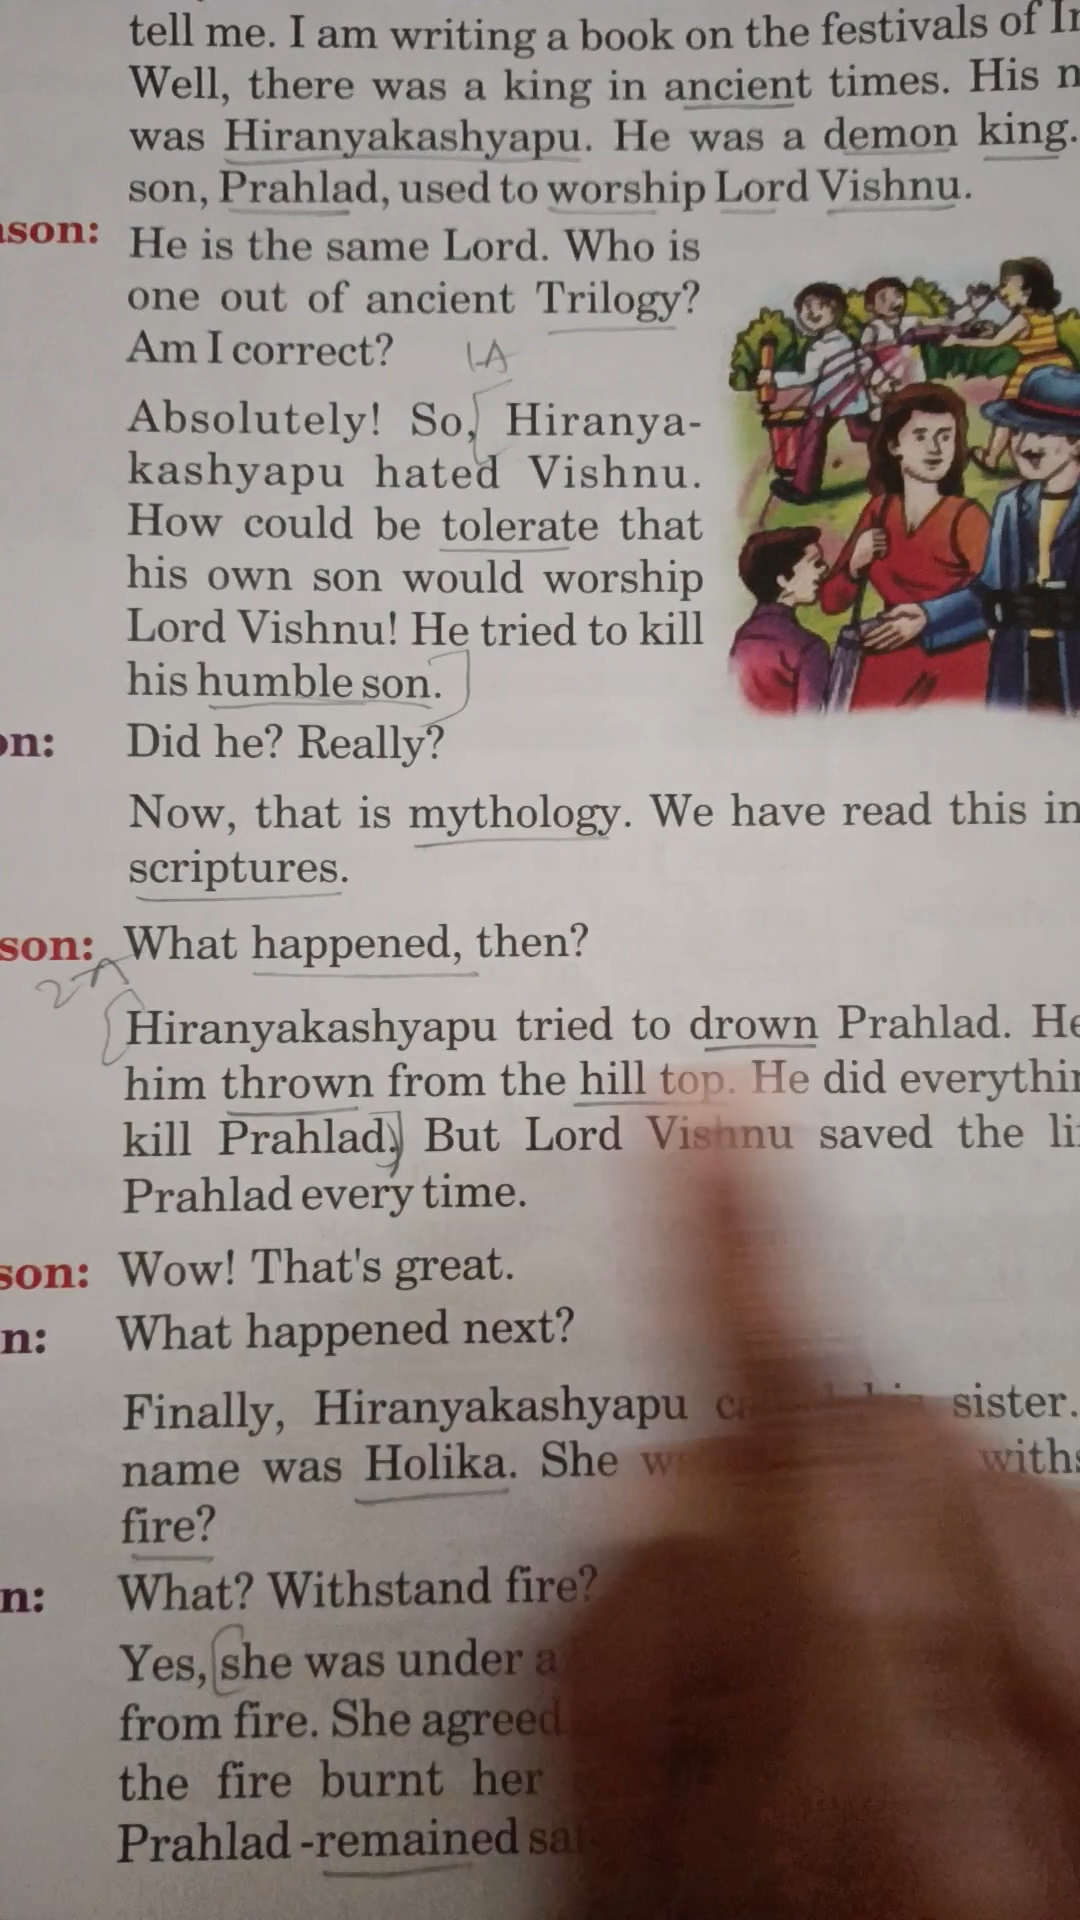 tell me. I am writing a book on the festivals of
Well, there was a king in ancient times. His
was Hiranyakashyapu. He was a demon king.
son, Prahlad, used to worship Lord Vishnu.
son: He is the same Lord. Who is
one out of ancient Trilogy?
Am I correct?
1-A
Absolutely! So, Hiranya-
kashyapu hated Vishnu.
How could be tolerate that
his own son would worship
Lord Vishnu! He tried to kill
his humble son.
on: Did he? Really?
Now, that is mythology. We have read this in
scriptures.
son: What happened, then?
2-A
Hiranyakashyapu tried to drown Prahlad. He
him thrown from the hill top. He did
kill Prahlad. But Lord Vishnu saved the
Prahlad every time.
son: Wow! That's great.
n: What happened next?
Finally, Hiranyakashyapu sister.
name was Holika. She
fire?
n: What? Withstand fire?
Yes, she was under a
from fire. She agreed
the fire burnt her
Prahlad -remained